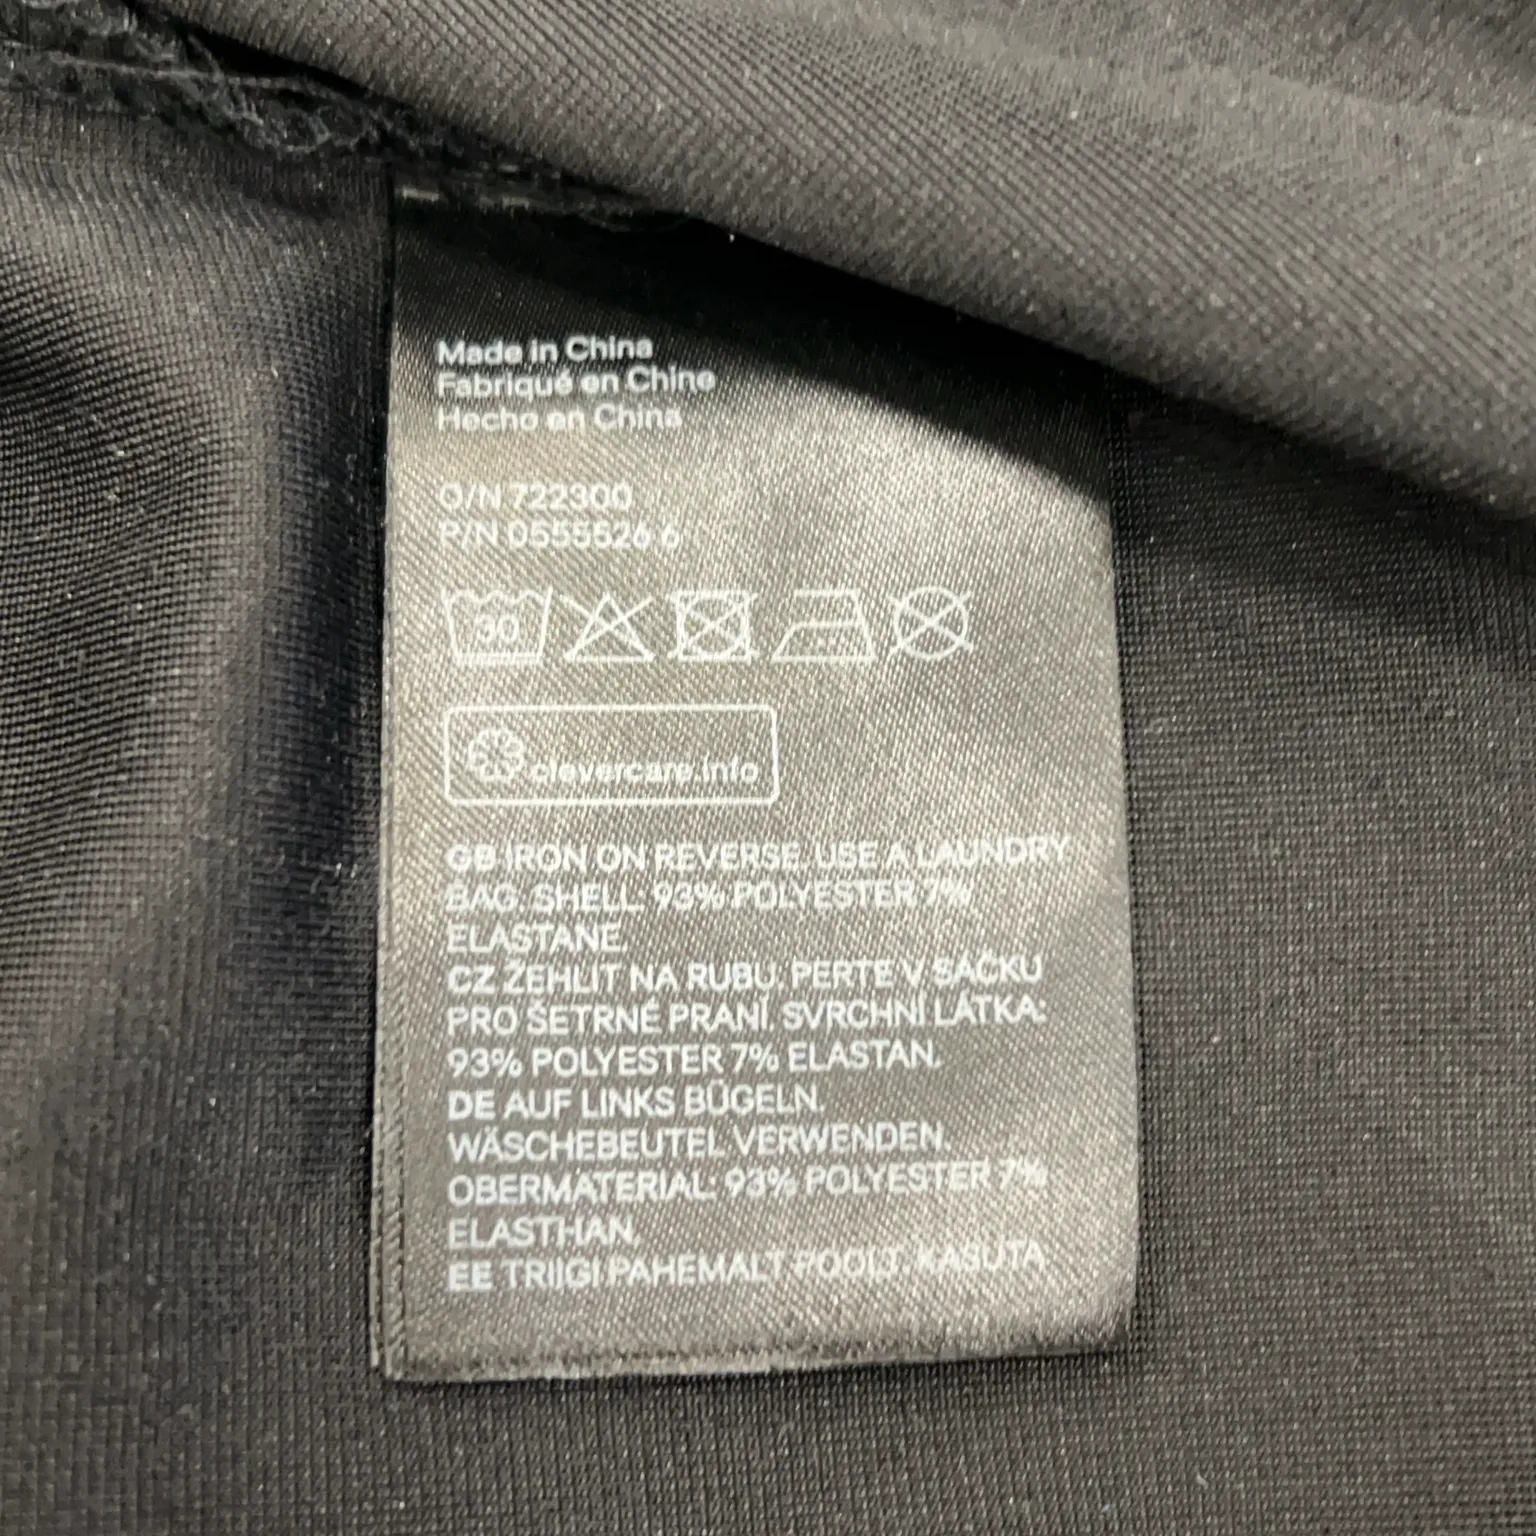 Made in China
Fabriqué en Chine
Hecho en China
O/N 722300
P/N 0555526 6
30
clevercare.info
GB IRON ON REVERSE. USE A LAUNDRY
BAG. SHELL: 93% POLYESTER 7%
ELASTANE.
CZ ŽEHLIT NA RUBU. PERTE V SÁČKU
PRO ŠETRNÉ PRANÍ. SVRCHNÍ LÁTKA:
93% POLYESTER 7% ELASTAN.
DE AUF LINKS BÜGELN.
WÄSCHEBEUTEL VERWENDEN.
OBERMATERIAL: 93% POLYESTER 7%
ELASTHAN.
EE TRIIGI PAHEMALT POOLT. KASUTA